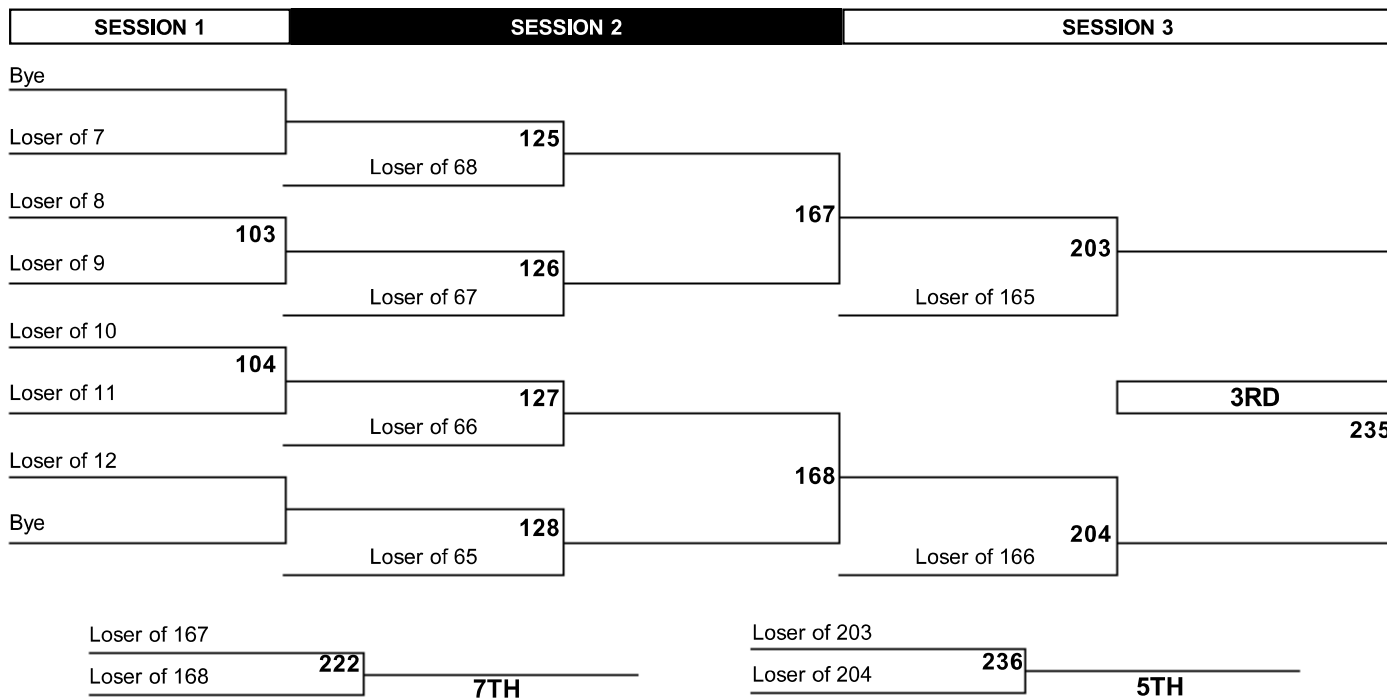 SESSION 1 SESSION 2 SESSION 3
Bye
Loser of 7
125
Loser of 68
Loser of 8
167
103
203
Loser of 9
126
Loser of 67
Loser of 165
Loser of 10
104
Loser of 11
127
3RD
Loser of 66
235
Loser of 12
168
Bye
128
204
Loser of 65
Loser of 166
Loser of 167
222
Loser of 168
7TH
Loser of 203
236
Loser of 204
5TH